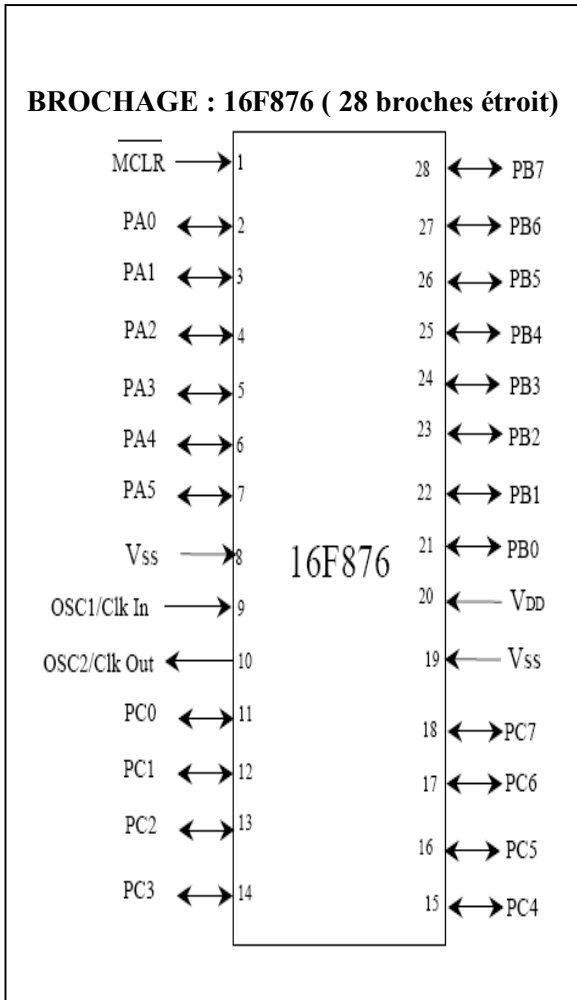 BROCHAGE : 16F876 ( 28 broches étroit)
MCLR 1 28 PB7
PA0 2 27 PB6
PA1 3 26 PB5
PA2 4 25 PB4
PA3 5 24 PB3
PA4 6 23 PB2
PA5 7 22 PB1
Vss 8 16F876 21 PB0
OSC1/Clk In 9 20 VDD
OSC2/Clk Out 10 19 Vss
PC0 11 18 PC7
PC1 12 17 PC6
PC2 13 16 PC5
PC3 14 15 PC4